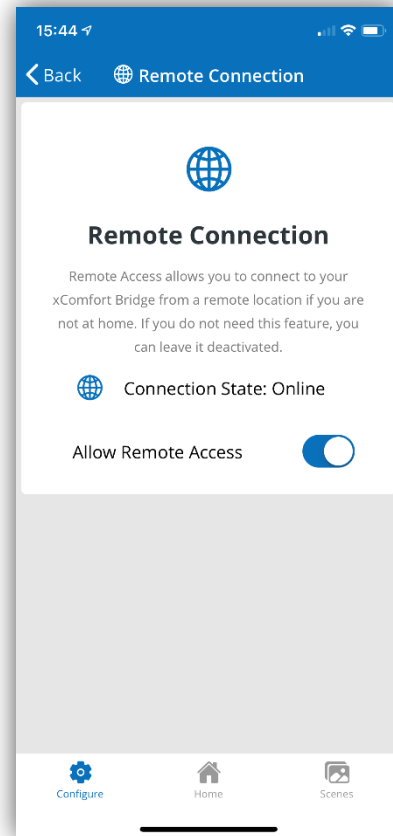 15:44
Back Remote Connection
Remote Connection
Remote Access allows you to connect to your
xComfort Bridge from a remote location if you are
not at home. If you do not need this feature, you
can leave it deactivated.
Connection State: Online
Allow Remote Access
Configure Home Scenes